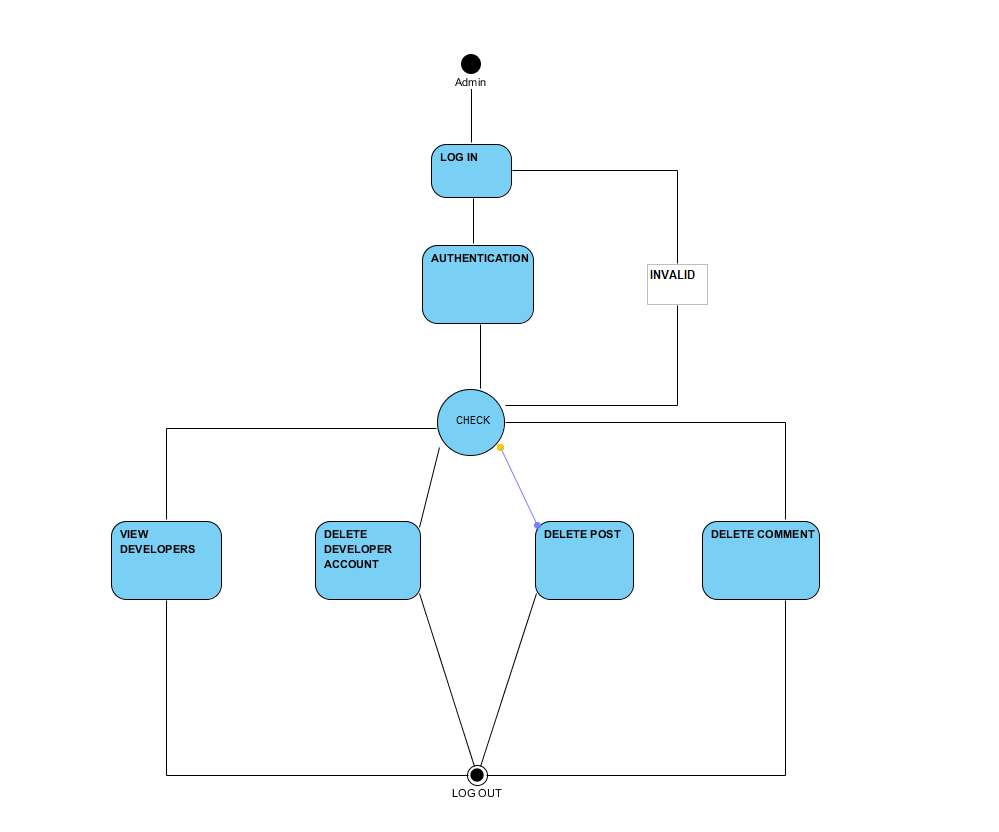 Admin
LOG IN
AUTHENTICATION
INVALID
CHECK
VIEW
DEVELOPERS
DELETE
DEVELOPER
ACCOUNT
DELETE POST
DELETE COMMENT
LOG OUT